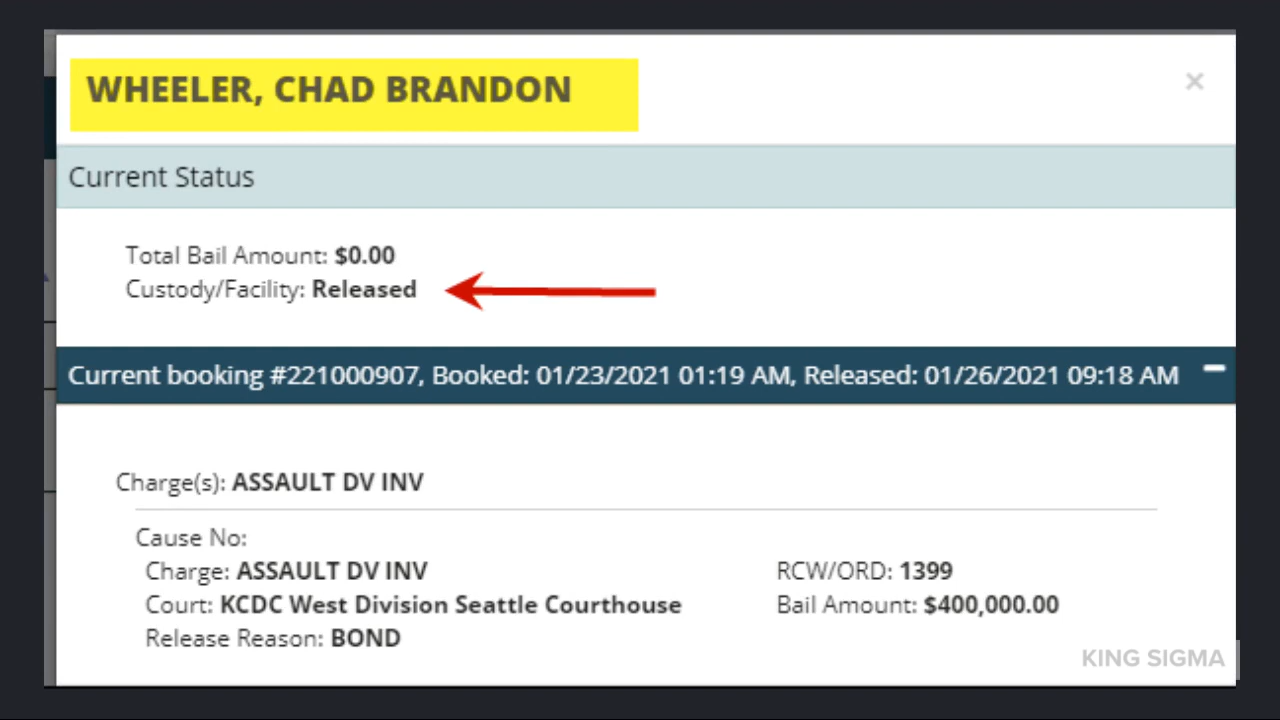 WHEELER, CHAD BRANDON
×
Current Status
Total Bail Amount: $0.00
Custody/Facility: Released
Current booking #221000907, Booked: 01/23/2021 01:19 AM, Released: 01/26/2021 09:18 AM
Charge(s): ASSAULT DV INV
Cause No:
Charge: ASSAULT DV INV RCW/ORD: 1399
Court: KCDC West Division Seattle Courthouse Bail Amount: $400,000.00
Release Reason: BOND
KING SIGMA